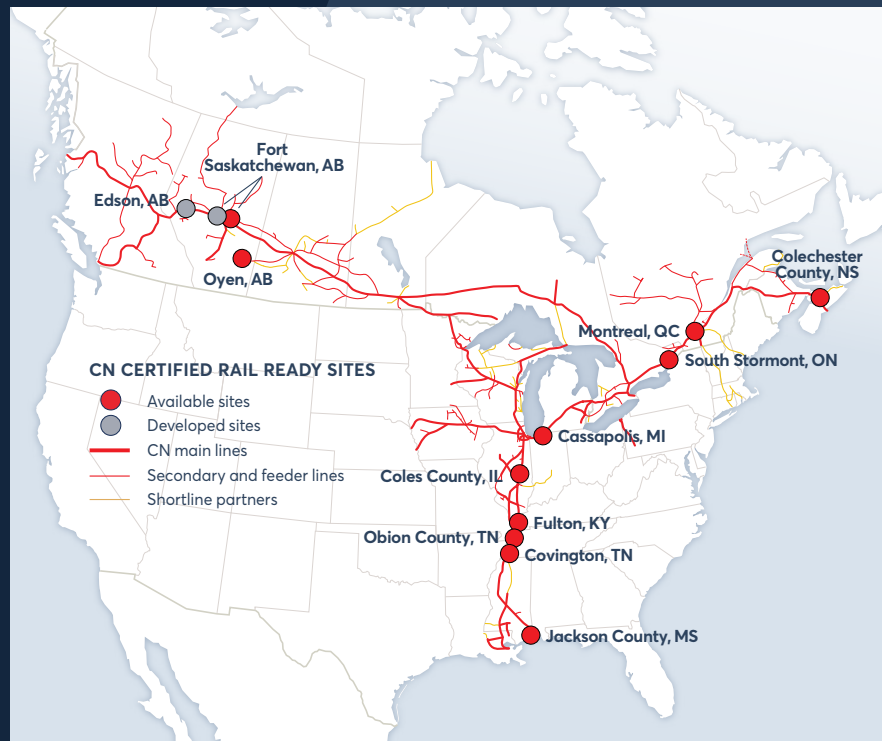 Fort
Saskatchewan, AB
Edson, AB
Oyen, AB
Colechester
County, NS
Montreal, QC
South Stormont, ON
CN CERTIFIED RAIL READY SITES
Available sites
Developed sites
CN main lines
Secondary and feeder lines
Shortline partners
Cassapolis, MI
Coles County, IL
Fulton, KY
Obion County, TN
Covington, TN
Jackson County, MS